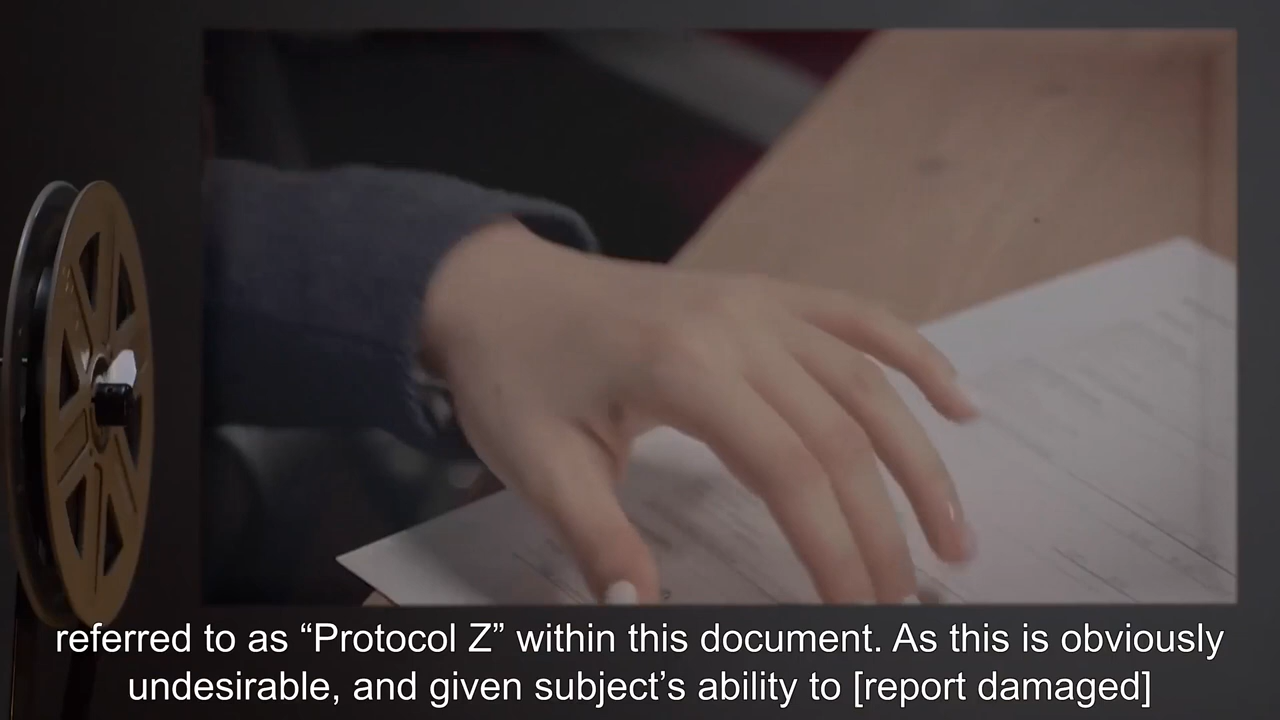 referred to as “Protocol Z” within this document. As this is obviously
undesirable, and given subject’s ability to [report damaged]